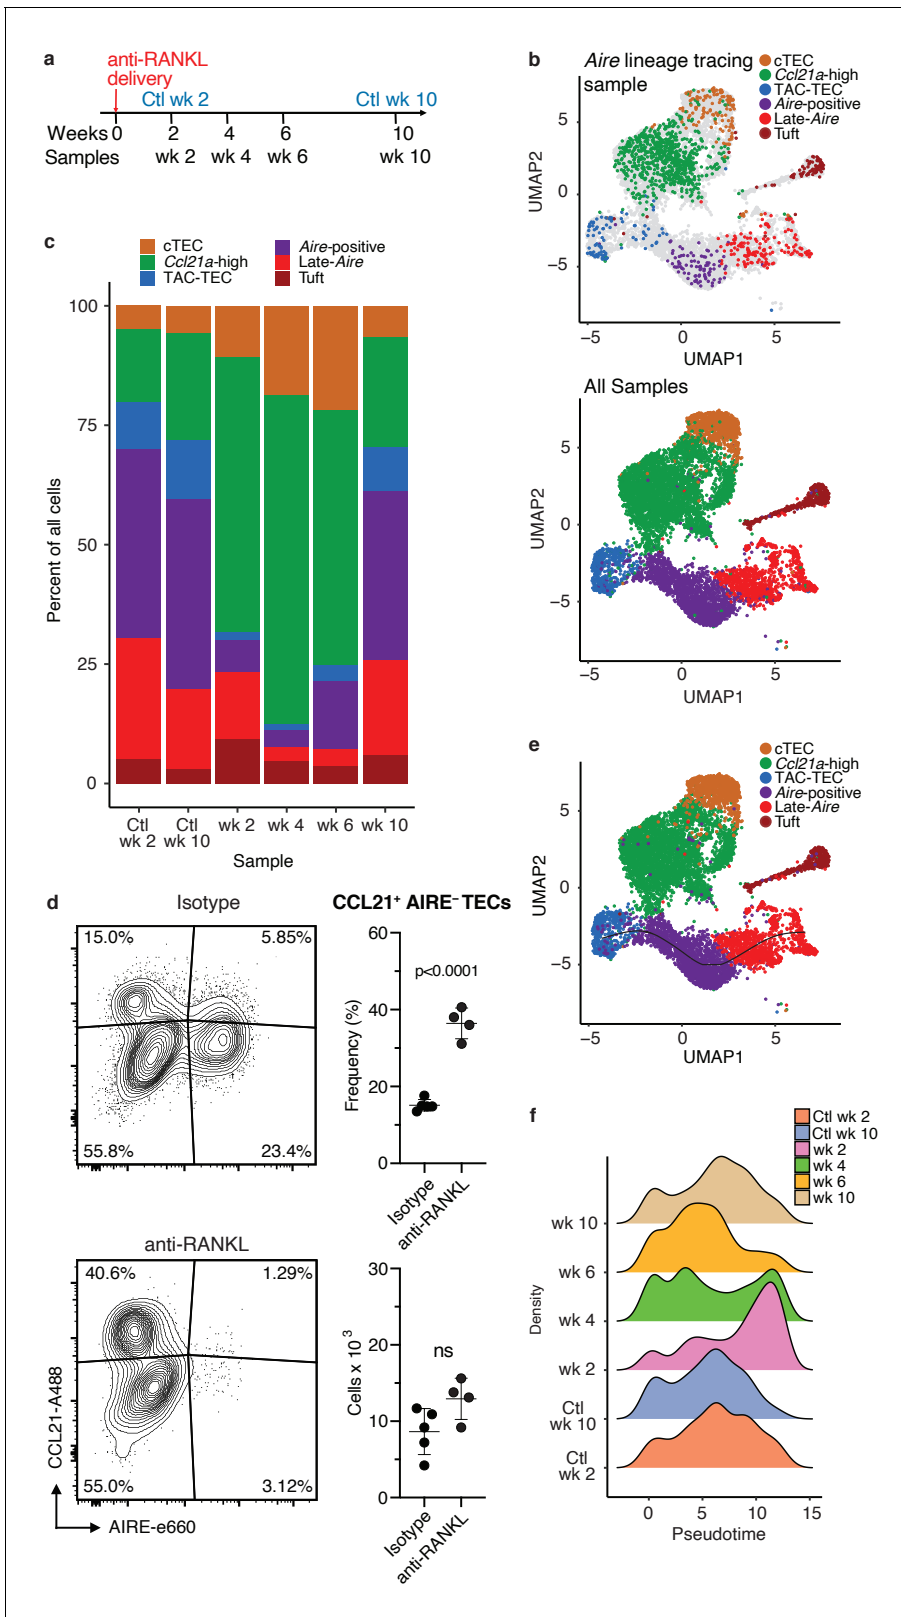 a
anti-RANKL
delivery
Ctl wk 2
Ctl wk 10
Weeks 0 2 4 6 10
Samples wk 2 wk 4 wk 6 wk 10
b
Aire lineage tracing
sample
cTEC
Ccl21a-high
TAC-TEC
Aire-positive
Late-Aire
Tuft
UMAP2
5
0
−5
−5 0 5
UMAP1
All Samples
UMAP2
5
0
−5
−5 0 5
UMAP1
c
cTEC
Ccl21a-high
TAC-TEC
Aire-positive
Late-Aire
Tuft
Percent of all cells
100
75
50
25
0
Ctl wk 2
Ctl wk 10
wk 2
wk 4
wk 6
wk 10
Sample
d
Isotype
15.0% 5.85%
55.8% 23.4%
anti-RANKL
40.6% 1.29%
55.0% 3.12%
CCL21-A488
AIRE-e660
CCL21⁺ AIRE⁻ TECs
Frequency (%)
60
40
20
0
p<0.0001
Isotype
anti-RANKL
Cells x 10³
30
20
10
0
ns
Isotype
anti-RANKL
e
cTEC
Ccl21a-high
TAC-TEC
Aire-positive
Late-Aire
Tuft
UMAP2
5
0
−5
−5 0 5
UMAP1
f
Ctl wk 2
Ctl wk 10
wk 2
wk 4
wk 6
wk 10
Density
wk 10
wk 6
wk 4
wk 2
Ctl
wk 10
Ctl
wk 2
0 5 10 15
Pseudotime